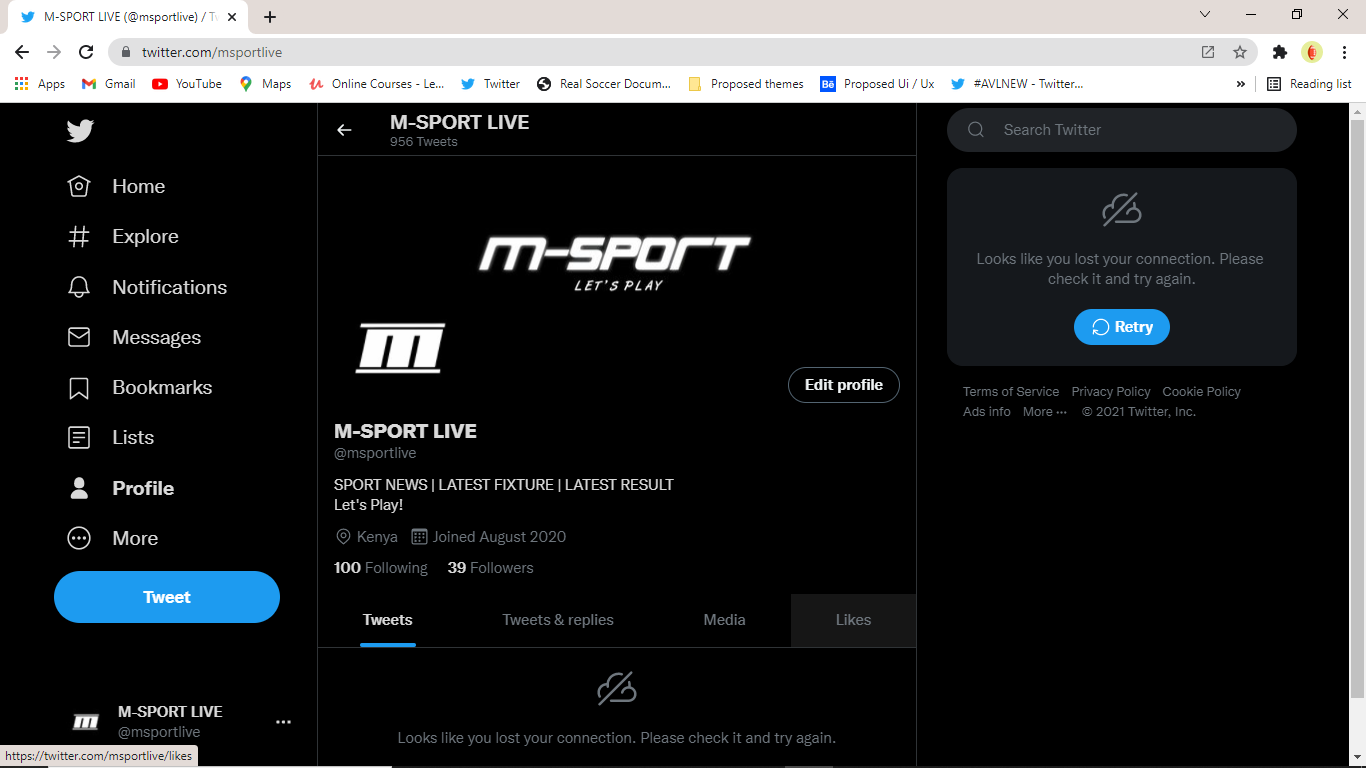 M-SPORT LIVE (@msportlive) / Tw
twitter.com/msportlive
Apps Gmail YouTube Maps Online Courses - Le... Twitter Real Soccer Docum... Proposed themes Bē Proposed Ui / Ux #AVLNEW - Twitter... » Reading list
M-SPORT LIVE
956 Tweets
Search Twitter
Home
Explore
Notifications
Messages
Bookmarks
Lists
Profile
More
Tweet
M-SPORT LIVE
@msportlive
M-SPORT
LET'S PLAY
M
Edit profile
M-SPORT LIVE
@msportlive
SPORT NEWS | LATEST FIXTURE | LATEST RESULT
Let's Play!
Kenya Joined August 2020
100 Following 39 Followers
Tweets Tweets & replies Media Likes
Looks like you lost your connection. Please check it and try again.
Looks like you lost your connection. Please
check it and try again.
Retry
Terms of Service Privacy Policy Cookie Policy
Ads info More ··· © 2021 Twitter, Inc.
https://twitter.com/msportlive/likes